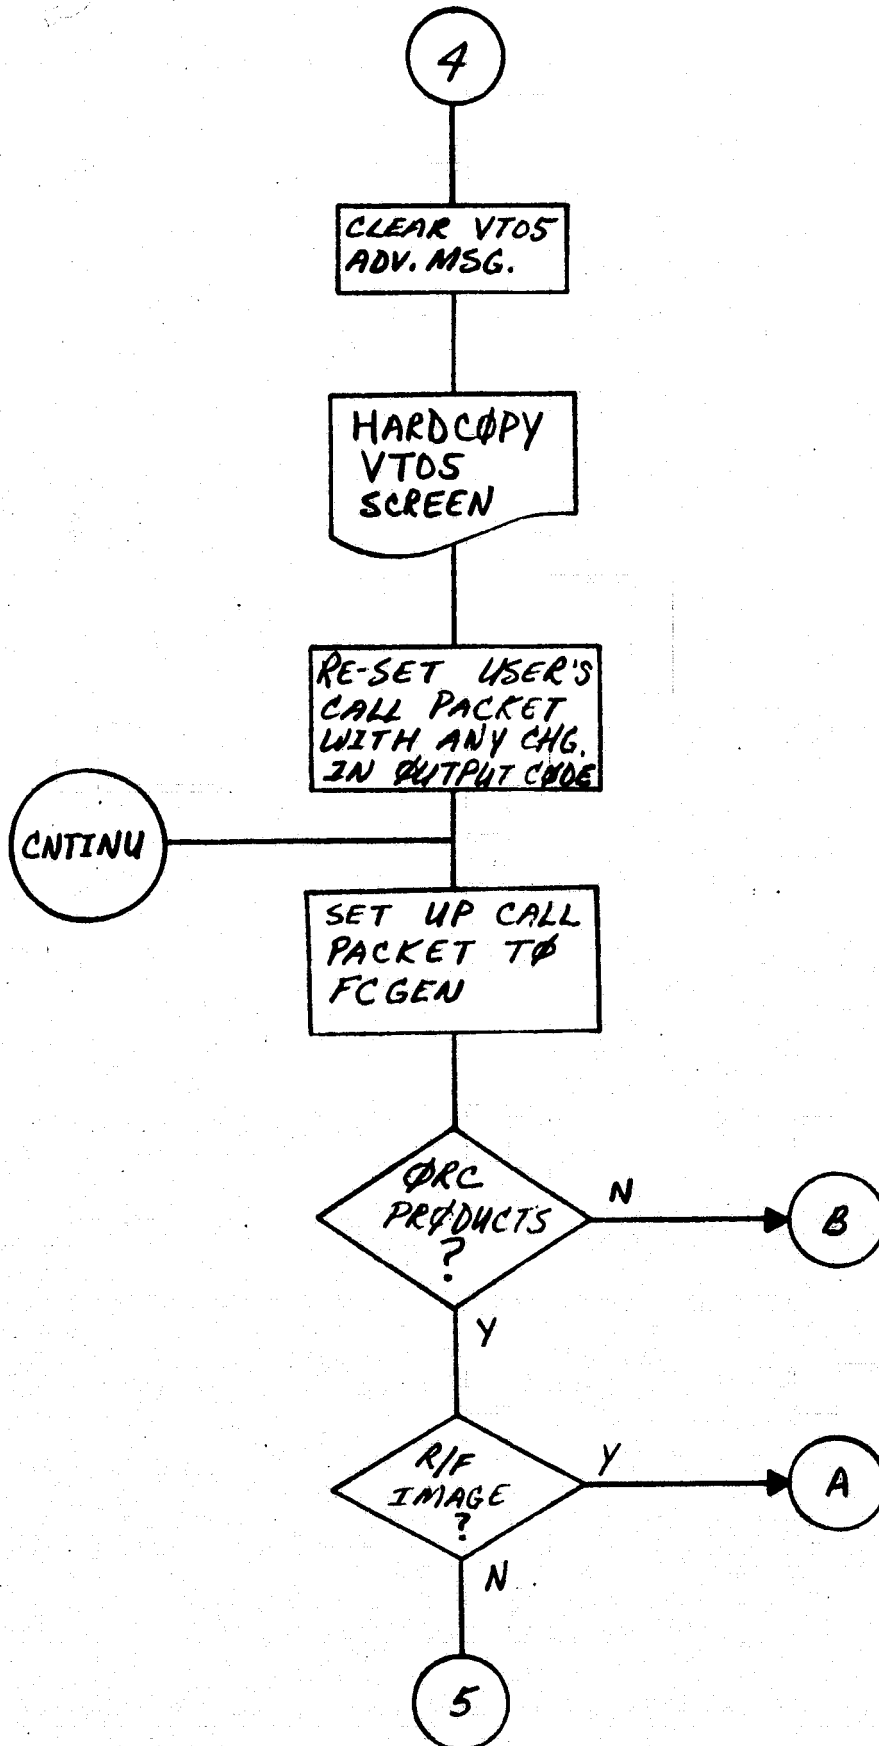 4
CLEAR VT05
ADV. MSG.
HARDCØPY
VT05
SCREEN
RE-SET USER'S
CALL PACKET
WITH ANY CHG.
IN ØUTPUT CØDE
CNTINU
SET UP CALL
PACKET TØ
FCGEN
ØRC
PRØDUCTS
?
N
B
Y
R/F
IMAGE
?
Y
A
N
5